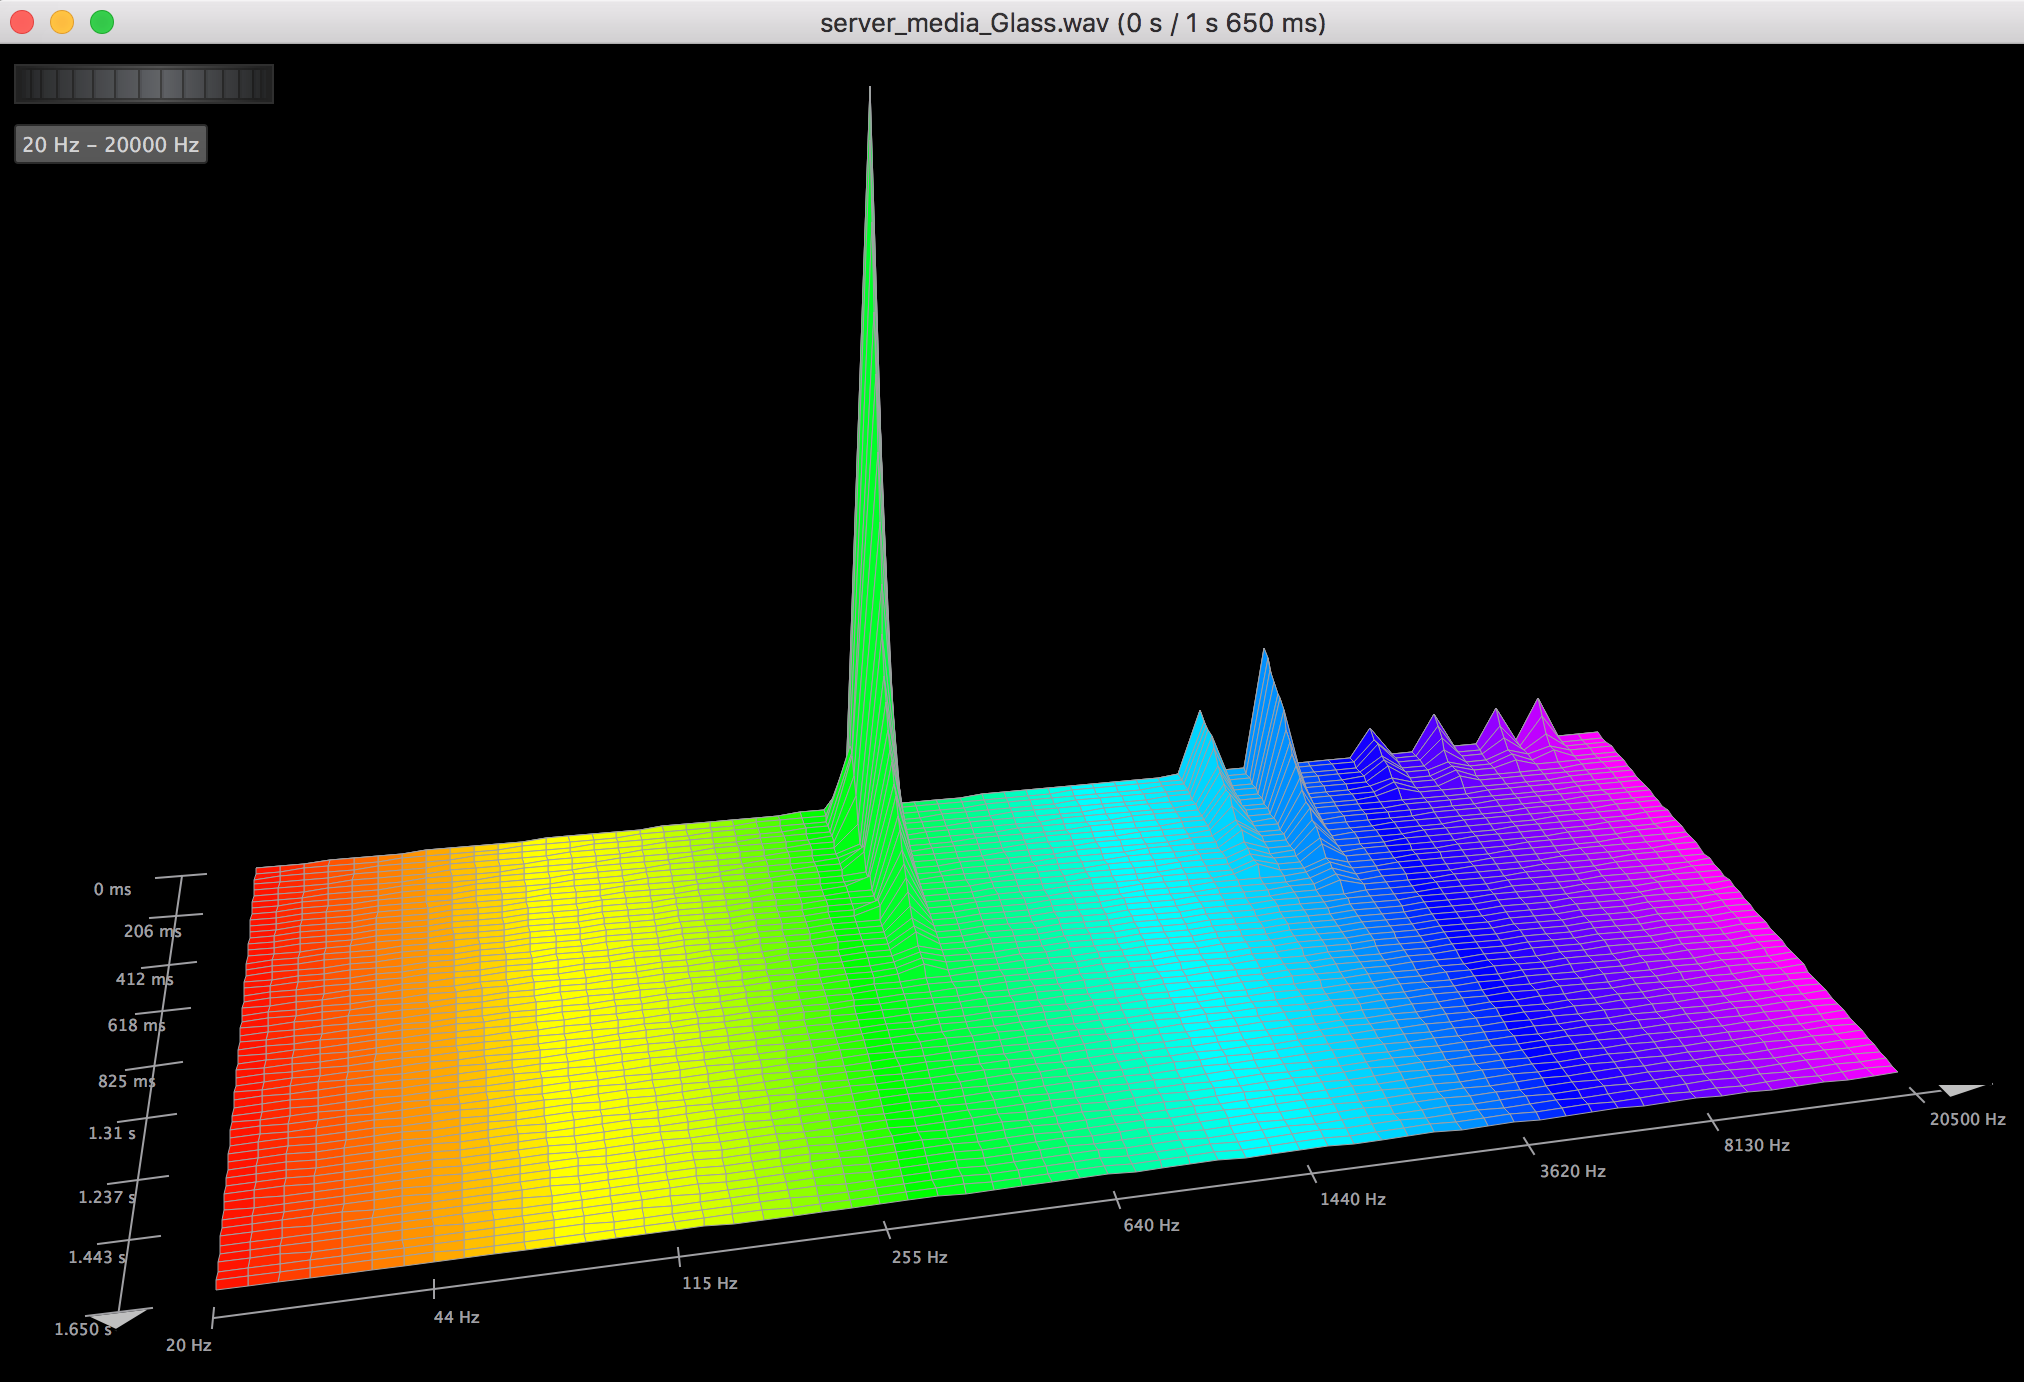 server_media_Glass.wav (0 s / 1 s 650 ms)
20 Hz – 20000 Hz
0 ms
206 ms
412 ms
618 ms
825 ms
1.31 s
1.237 s
1.443 s
1.650 s
20 Hz
44 Hz
115 Hz
255 Hz
640 Hz
1440 Hz
3620 Hz
8130 Hz
20500 Hz